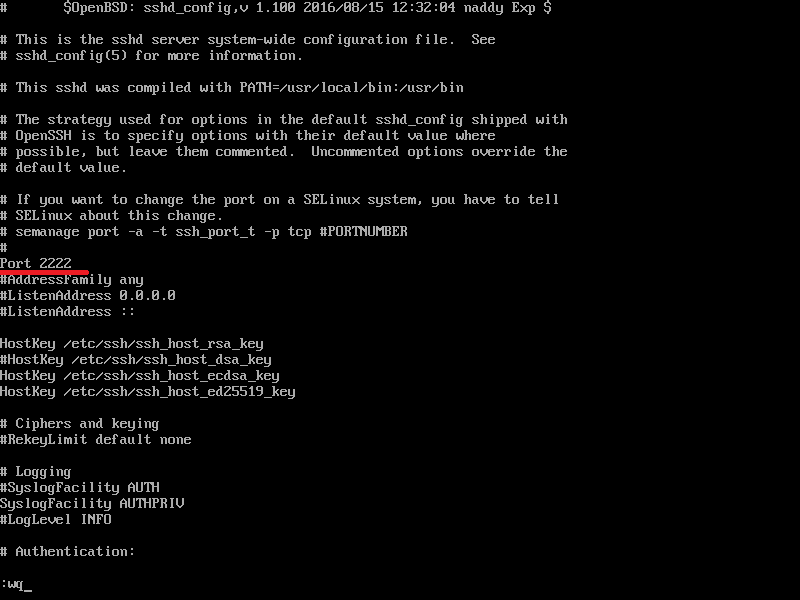 #       $OpenBSD: sshd_config,v 1.100 2016/08/15 12:32:04 naddy Exp $
# This is the sshd server system-wide configuration file.  See
# sshd_config(5) for more information.
# This sshd was compiled with PATH=/usr/local/bin:/usr/bin
# The strategy used for options in the default sshd_config shipped with
# OpenSSH is to specify options with their default value where
# possible, but leave them commented.  Uncommented options override the
# default value.
# If you want to change the port on a SELinux system, you have to tell
# SELinux about this change.
# semanage port -a -t ssh_port_t -p tcp #PORTNUMBER
#
Port 2222
#AddressFamily any
#ListenAddress 0.0.0.0
#ListenAddress ::
HostKey /etc/ssh/ssh_host_rsa_key
#HostKey /etc/ssh/ssh_host_dsa_key
HostKey /etc/ssh/ssh_host_ecdsa_key
HostKey /etc/ssh/ssh_host_ed25519_key
# Ciphers and keying
#RekeyLimit default none
# Logging
#SyslogFacility AUTH
SyslogFacility AUTHPRIV
#LogLevel INFO
# Authentication:
:wq_